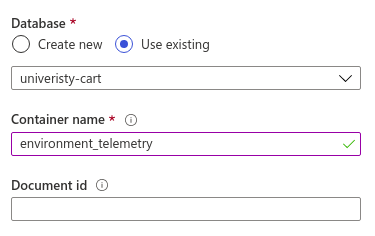 Database *
Create new Use existing
univeristy-cart
Container name *
environment_telemetry
Document id